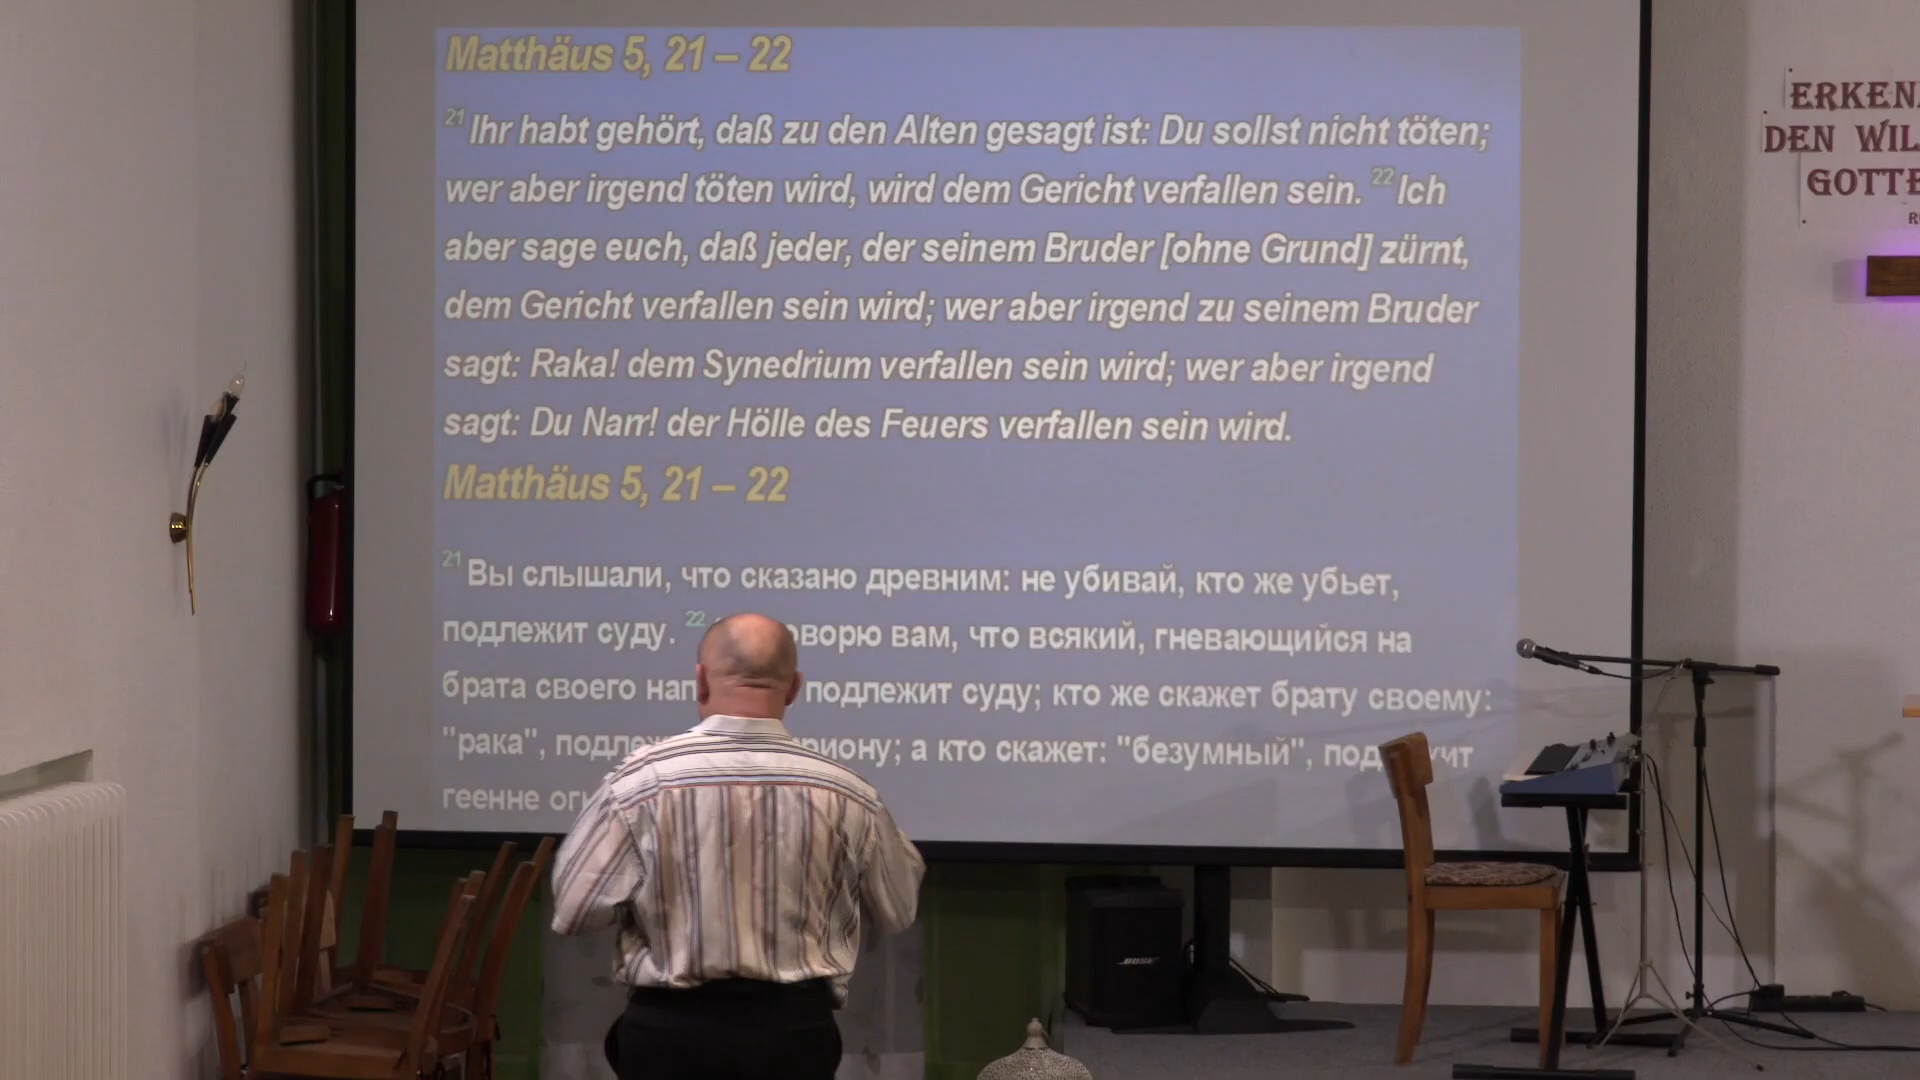 Matthäus 5, 21 – 22
21 Ihr habt gehört, daß zu den Alten gesagt ist: Du sollst nicht töten;
wer aber irgend töten wird, wird dem Gericht verfallen sein. 22 Ich
aber sage euch, daß jeder, der seinem Bruder [ohne Grund] zürnt,
dem Gericht verfallen sein wird; wer aber irgend zu seinem Bruder
sagt: Raka! dem Synedrium verfallen sein wird; wer aber irgend
sagt: Du Narr! der Hölle des Feuers verfallen sein wird.
Matthäus 5, 21 – 22
21 Вы слышали, что сказано древним: не убивай, кто же убьет,
подлежит суду. 22 вам, что всякий, гневающийся на
брата своего подлежит суду; кто же скажет брату своему:
"рака", а кто скажет: "безумный",
геенне
DEN
BOSE